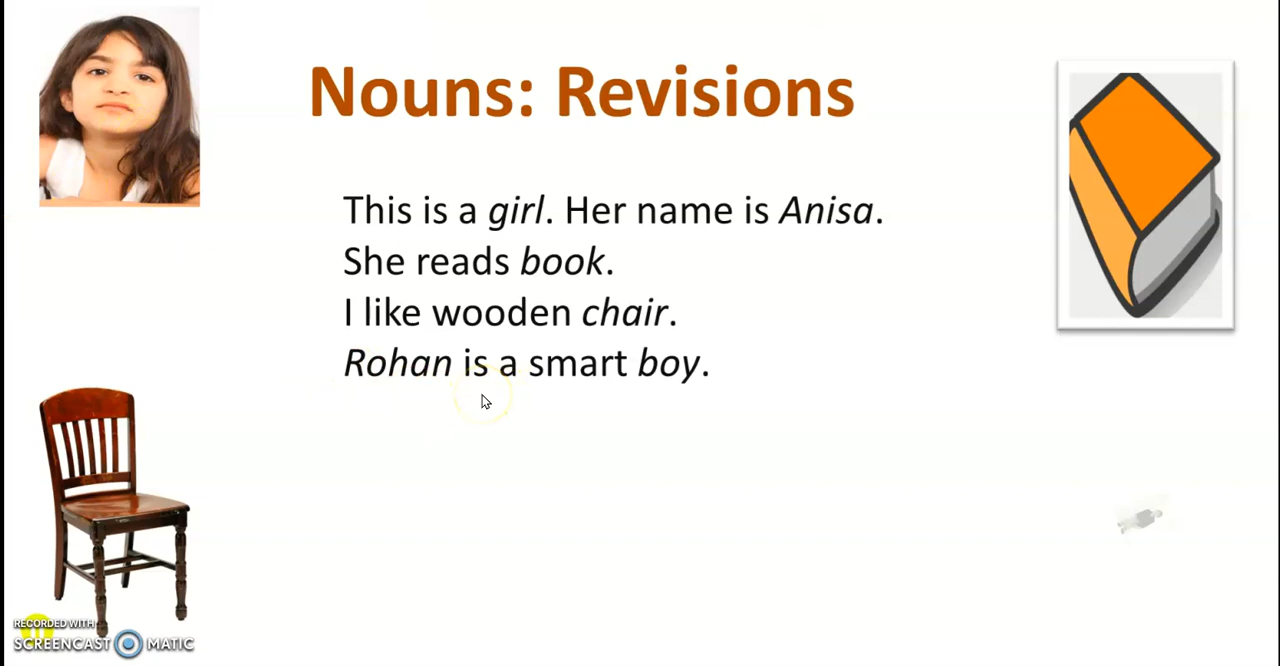 Nouns: Revisions
This is a girl. Her name is Anisa.
She reads book.
I like wooden chair.
Rohan is a smart boy.
RECORDED WITH
SCREENCAST MATIC